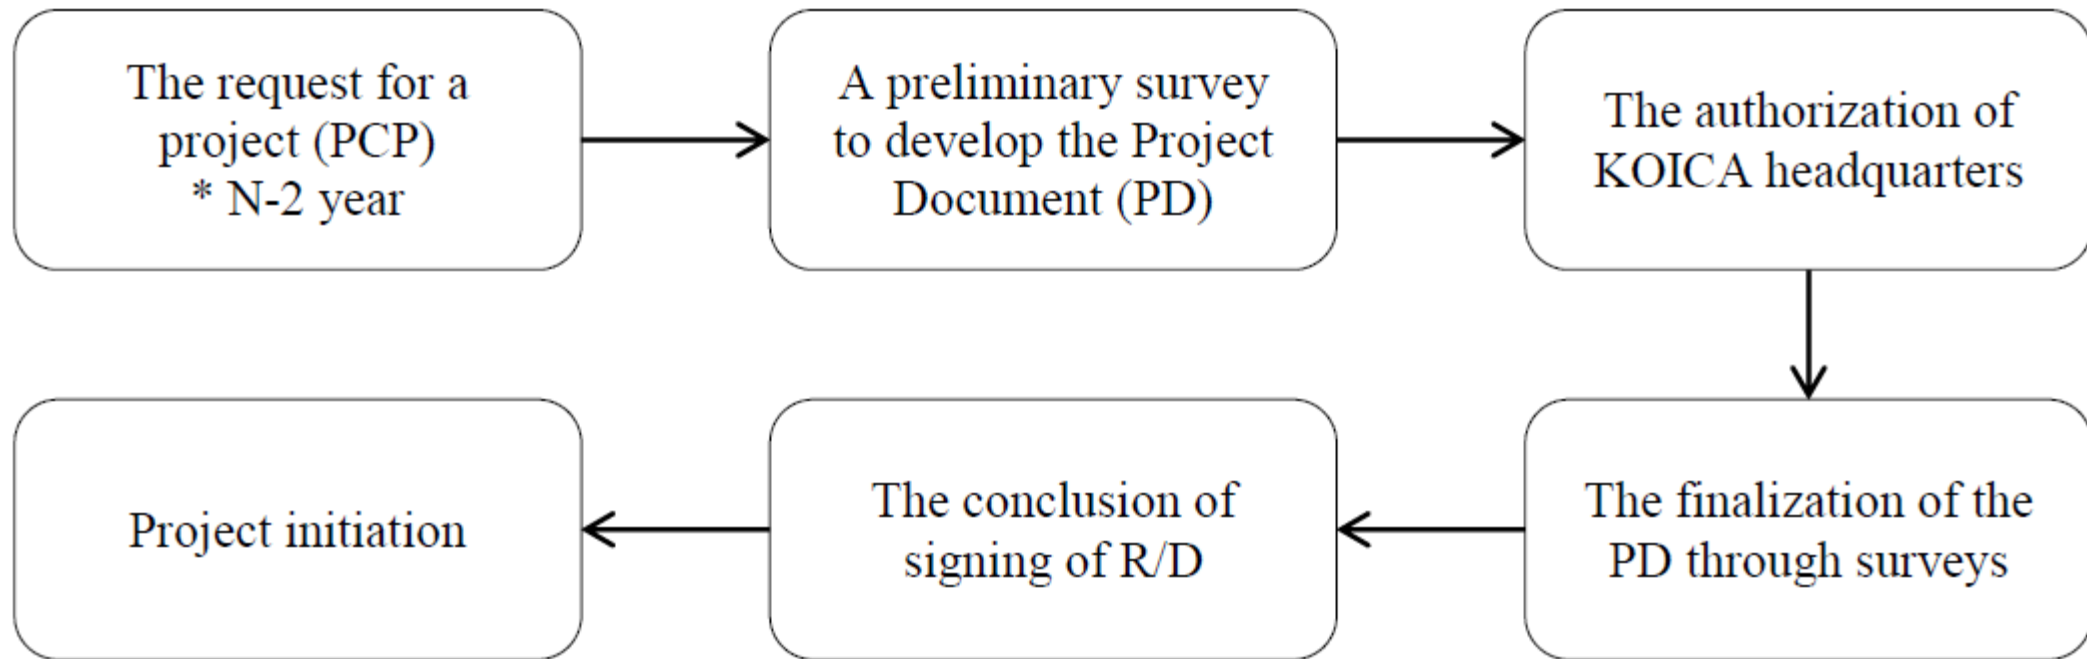 The request for a
project (PCP)
* N-2 year
A preliminary survey
to develop the Project
Document (PD)
The authorization of
KOICA headquarters
The finalization of the
PD through surveys
The conclusion of
signing of R/D
Project initiation